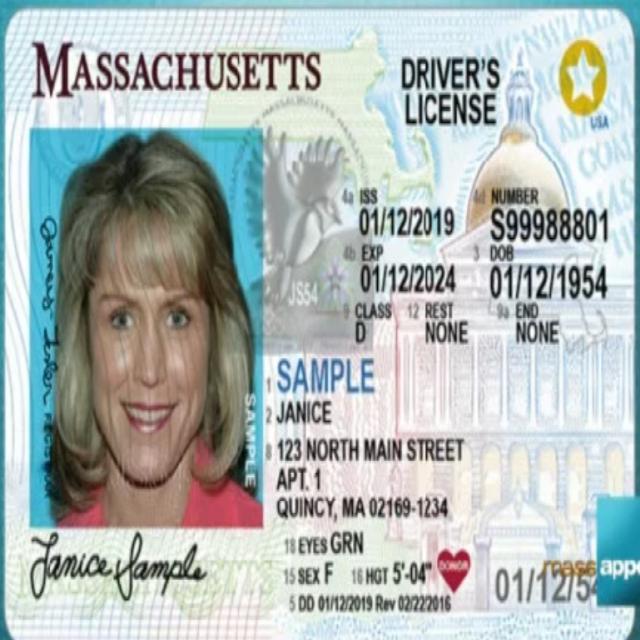 MASSACHUSETTS
DRIVER'S
LICENSE
USA
4a ISS
01/12/2019
4d NUMBER
S99988801
4b EXP
01/12/2024
3 DOB
01/12/1954
9 CLASS
D
12 REST
NONE
9a END
NONE
JS54
SAMPLE
1 SAMPLE
2 JANICE
8 123 NORTH MAIN STREET
APT. 1
QUINCY, MA 02169-1234
18 EYES GRN
15 SEX F 16 HGT 5'-04"
DONOR
5 DD 01/12/2019 Rev 02/22/2016
01/12/54
Janice Sample
mass appe